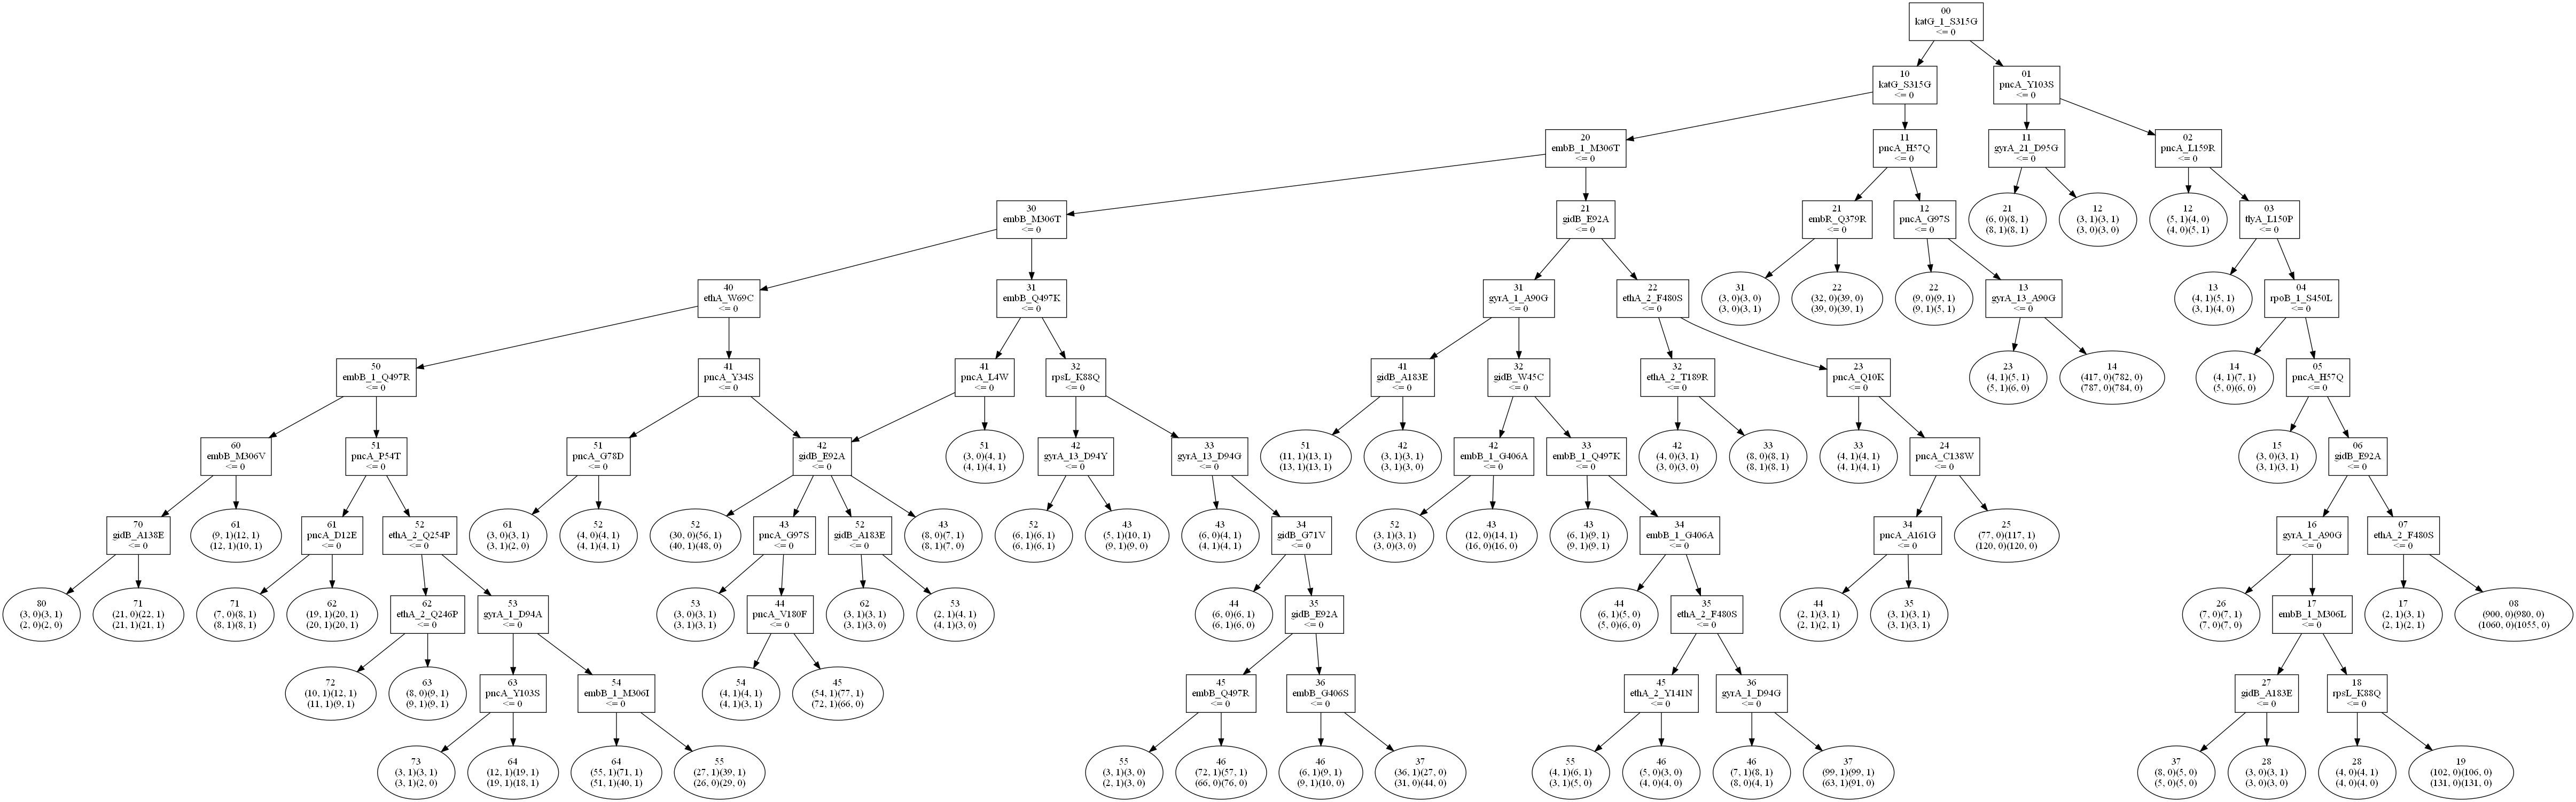 00
katG_1_S315G
<= 0
10
katG_S315G
<= 0
01
pncA_Y103S
<= 0
20
embB_1_M306T
<= 0
11
pncA_H57Q
<= 0
11
gyrA_21_D95G
<= 0
02
pncA_L159R
<= 0
30
embB_M306T
<= 0
21
gidB_E92A
<= 0
21
embR_Q379R
<= 0
12
pncA_G97S
<= 0
21
(6, 0)(8, 1)
(8, 1)(8, 1)
12
(3, 1)(3, 1)
(3, 0)(3, 0)
12
(5, 1)(4, 0)
(4, 0)(5, 1)
03
tlyA_L150P
<= 0
40
ethA_W69C
<= 0
31
embB_Q497K
<= 0
31
gyrA_1_A90G
<= 0
22
ethA_2_F480S
<= 0
31
(3, 0)(3, 0)
(3, 0)(3, 1)
22
(32, 0)(39, 0)
(39, 0)(39, 1)
22
(9, 0)(9, 1)
(9, 1)(5, 1)
13
gyrA_13_A90G
<= 0
13
(4, 1)(5, 1)
(3, 1)(4, 0)
04
rpoB_1_S450L
<= 0
50
embB_1_Q497R
<= 0
41
pncA_Y34S
<= 0
41
pncA_L4W
<= 0
32
rpsL_K88Q
<= 0
41
gidB_A183E
<= 0
32
gidB_W45C
<= 0
32
ethA_2_T189R
<= 0
23
pncA_Q10K
<= 0
23
(4, 1)(5, 1)
(5, 1)(6, 0)
14
(417, 0)(782, 0)
(787, 0)(784, 0)
14
(4, 1)(7, 1)
(5, 0)(6, 0)
05
pncA_H57Q
<= 0
60
embB_M306V
<= 0
51
pncA_P54T
<= 0
51
pncA_G78D
<= 0
42
gidB_E92A
<= 0
51
(3, 0)(4, 1)
(4, 1)(4, 1)
42
gyrA_13_D94Y
<= 0
33
gyrA_13_D94G
<= 0
51
(11, 1)(13, 1)
(13, 1)(13, 1)
42
(3, 1)(3, 1)
(3, 1)(3, 0)
42
embB_1_G406A
<= 0
33
embB_1_Q497K
<= 0
42
(4, 0)(3, 1)
(3, 0)(3, 0)
33
(8, 0)(8, 1)
(8, 1)(8, 1)
33
(4, 1)(4, 1)
(4, 1)(4, 1)
24
pncA_C138W
<= 0
15
(3, 0)(3, 1)
(3, 1)(3, 1)
06
gidB_E92A
<= 0
70
gidB_A138E
<= 0
61
(9, 1)(12, 1)
(12, 1)(10, 1)
61
pncA_D12E
<= 0
52
ethA_2_Q254P
<= 0
61
(3, 0)(3, 1)
(3, 1)(2, 0)
52
(4, 0)(4, 1)
(4, 1)(4, 1)
52
(30, 0)(56, 1)
(40, 1)(48, 0)
43
pncA_G97S
<= 0
52
gidB_A183E
<= 0
43
(8, 0)(7, 1)
(8, 1)(7, 0)
52
(6, 1)(6, 1)
(6, 1)(6, 1)
43
(5, 1)(10, 1)
(9, 1)(9, 0)
43
(6, 0)(4, 1)
(4, 1)(4, 1)
34
gidB_G71V
<= 0
52
(3, 1)(3, 1)
(3, 0)(3, 0)
43
(12, 0)(14, 1)
(16, 0)(16, 0)
43
(6, 1)(9, 1)
(9, 1)(9, 1)
34
embB_1_G406A
<= 0
34
pncA_A161G
<= 0
25
(77, 0)(117, 1)
(120, 0)(120, 0)
16
gyrA_1_A90G
<= 0
07
ethA_2_F480S
<= 0
80
(3, 0)(3, 1)
(2, 0)(2, 0)
71
(21, 0)(22, 1)
(21, 1)(21, 1)
71
(7, 0)(8, 1)
(8, 1)(8, 1)
62
(19, 1)(20, 1)
(20, 1)(20, 1)
62
ethA_2_Q246P
<= 0
53
gyrA_1_D94A
<= 0
53
(3, 0)(3, 1)
(3, 1)(3, 1)
44
pncA_V180F
<= 0
62
(3, 1)(3, 1)
(3, 1)(3, 0)
53
(2, 1)(4, 1)
(4, 1)(3, 0)
44
(6, 0)(6, 1)
(6, 1)(6, 0)
35
gidB_E92A
<= 0
44
(6, 1)(5, 0)
(5, 0)(6, 0)
35
ethA_2_F480S
<= 0
44
(2, 1)(3, 1)
(2, 1)(2, 1)
35
(3, 1)(3, 1)
(3, 1)(3, 1)
26
(7, 0)(7, 1)
(7, 0)(7, 0)
17
embB_1_M306L
<= 0
17
(2, 1)(3, 1)
(2, 1)(2, 1)
08
(900, 0)(980, 0)
(1060, 0)(1055, 0)
72
(10, 1)(12, 1)
(11, 1)(9, 1)
63
(8, 0)(9, 1)
(9, 1)(9, 1)
63
pncA_Y103S
<= 0
54
embB_1_M306I
<= 0
54
(4, 1)(4, 1)
(4, 1)(3, 1)
45
(54, 1)(77, 1)
(72, 1)(66, 0)
45
embB_Q497R
<= 0
36
embB_G406S
<= 0
45
ethA_2_Y141N
<= 0
36
gyrA_1_D94G
<= 0
27
gidB_A183E
<= 0
18
rpsL_K88Q
<= 0
73
(3, 1)(3, 1)
(3, 1)(2, 0)
64
(12, 1)(19, 1)
(19, 1)(18, 1)
64
(55, 1)(71, 1)
(51, 1)(40, 1)
55
(27, 1)(39, 1)
(26, 0)(29, 0)
55
(3, 1)(3, 0)
(2, 1)(3, 0)
46
(72, 1)(57, 1)
(66, 0)(76, 0)
46
(6, 1)(9, 1)
(9, 1)(10, 0)
37
(36, 1)(27, 0)
(31, 0)(44, 0)
55
(4, 1)(6, 1)
(3, 1)(5, 0)
46
(5, 0)(3, 0)
(4, 0)(4, 0)
46
(7, 1)(8, 1)
(8, 0)(4, 1)
37
(99, 1)(99, 1)
(63, 1)(91, 0)
37
(8, 0)(5, 0)
(5, 0)(5, 0)
28
(3, 0)(3, 1)
(3, 0)(3, 0)
28
(4, 0)(4, 1)
(4, 0)(4, 0)
19
(102, 0)(106, 0)
(131, 0)(131, 0)